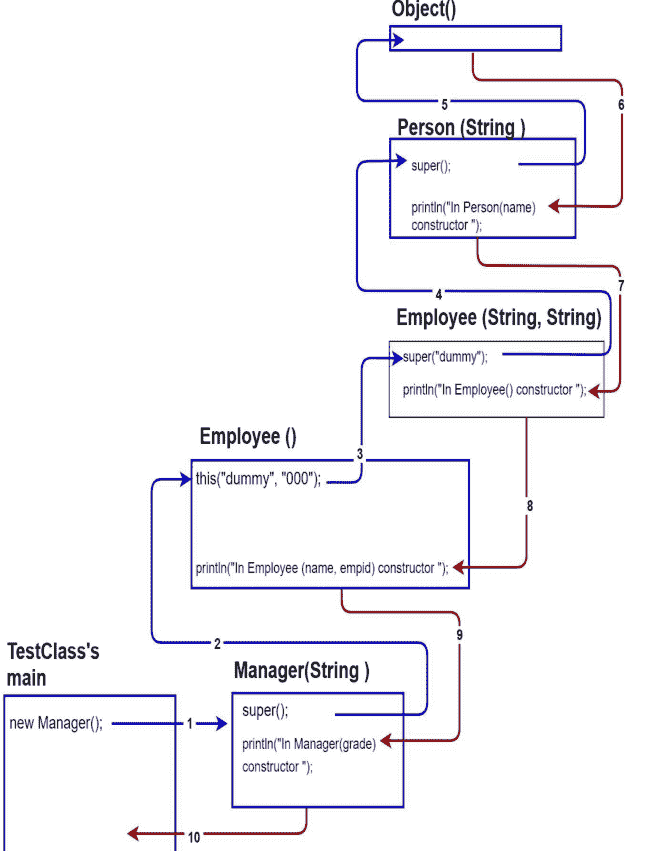 Object()
5
6
Person (String )
super();
println("In Person(name)
constructor ");
4
7
Employee (String, String)
super("dummy");
println("In Employee() constructor ");
Employee ()
3
this("dummy", "000");
8
println("In Employee (name, empid) constructor ");
2
9
TestClass's
main
Manager(String )
super();
new Manager();
1
println("In Manager(grade)
constructor ");
10